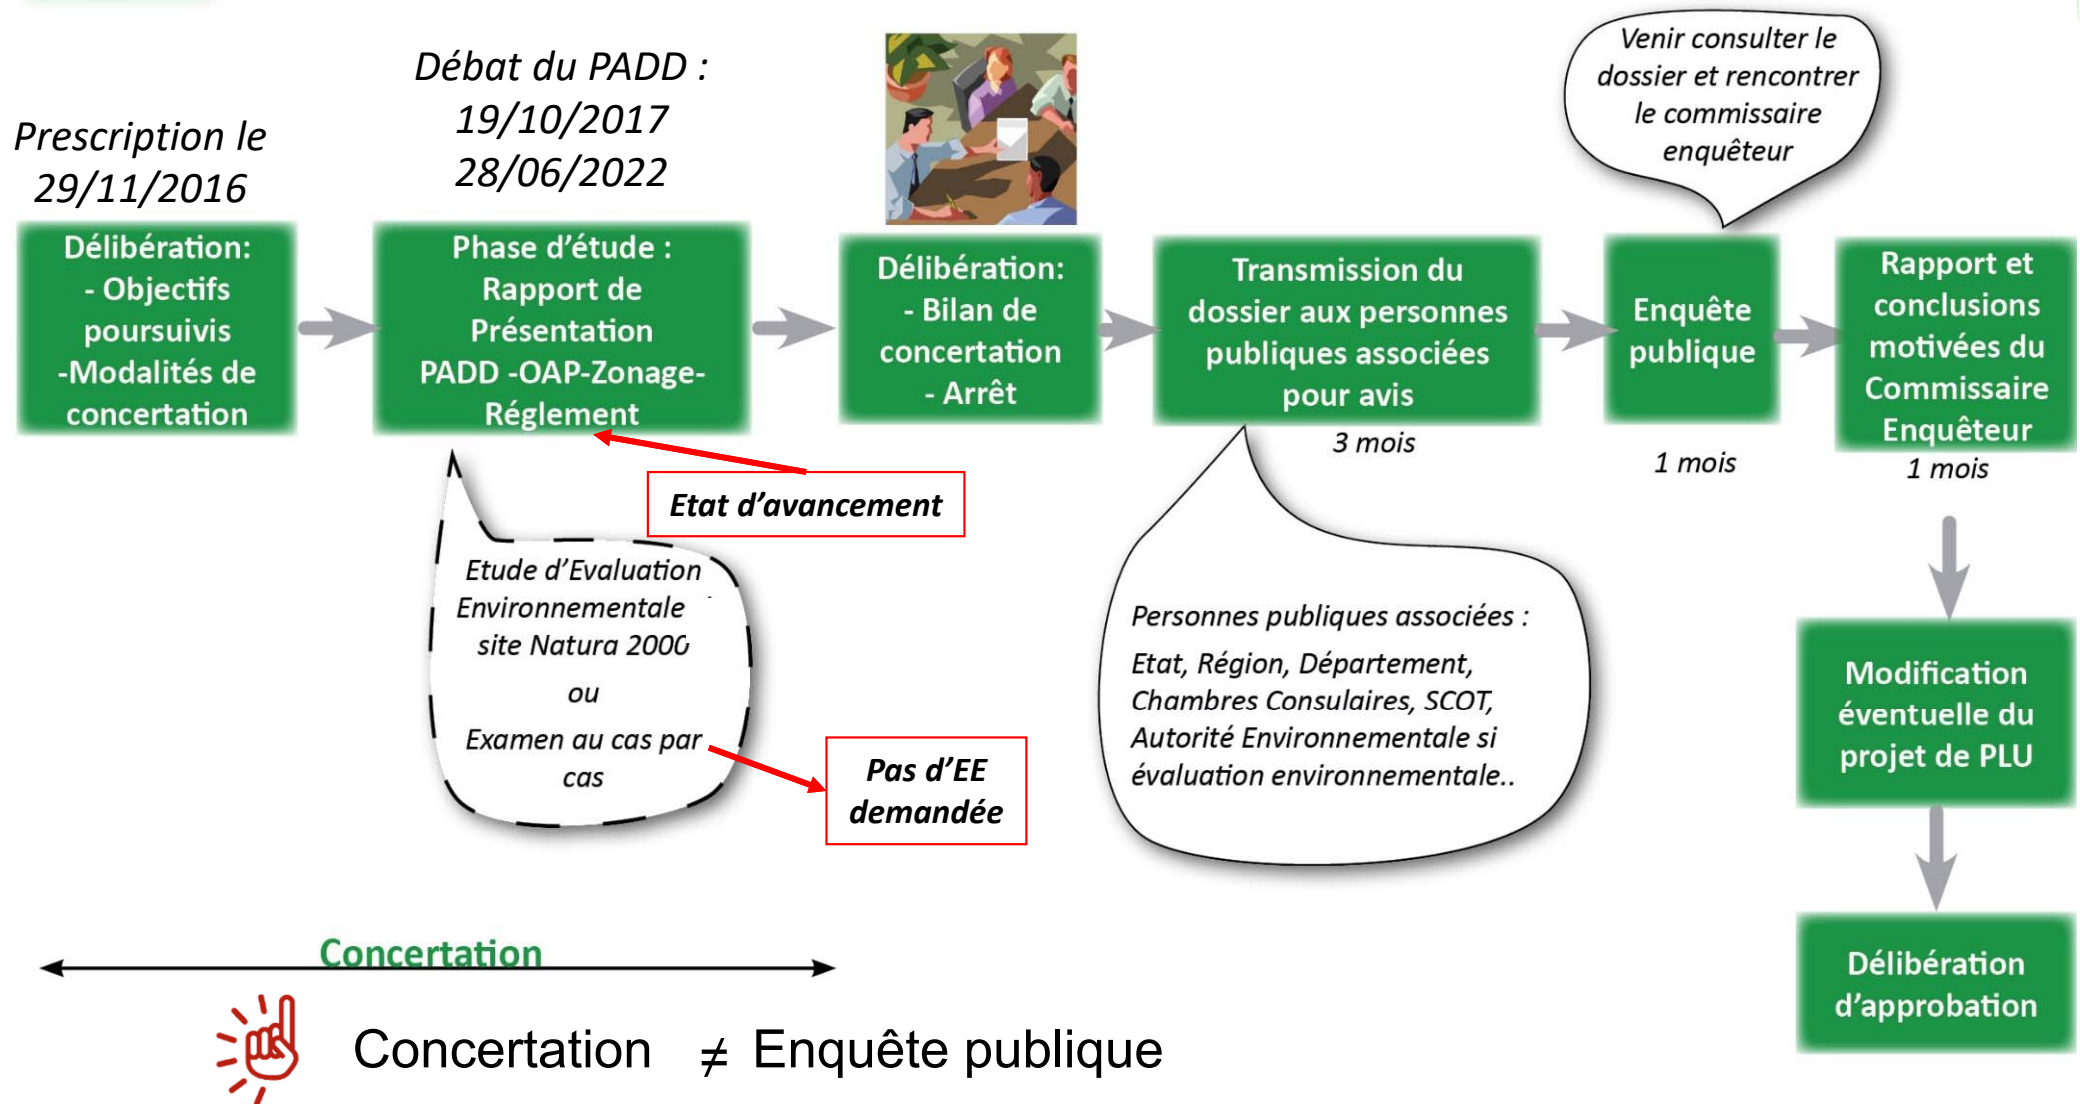 Prescription le
29/11/2016
Débat du PADD :
19/10/2017
28/06/2022
Venir consulter le
dossier et rencontrer
le commissaire
enquêteur
Délibération:
- Objectifs
poursuivis
-Modalités de
concertation
Phase d’étude :
Rapport de
Présentation
PADD -OAP-Zonage-
Réglement
Délibération:
- Bilan de
concertation
- Arrêt
Transmission du
dossier aux personnes
publiques associées
pour avis
3 mois
Enquête
publique
1 mois
Rapport et
conclusions
motivées du
Commissaire
Enquêteur
1 mois
Etat d’avancement
Etude d’Evaluation
Environnementale
site Natura 2000
ou
Examen au cas par
cas
Pas d’EE
demandée
Personnes publiques associées :
Etat, Région, Département,
Chambres Consulaires, SCOT,
Autorité Environnementale si
évaluation environnementale..
Modification
éventuelle du
projet de PLU
Délibération
d’approbation
Concertation
Concertation ≠ Enquête publique